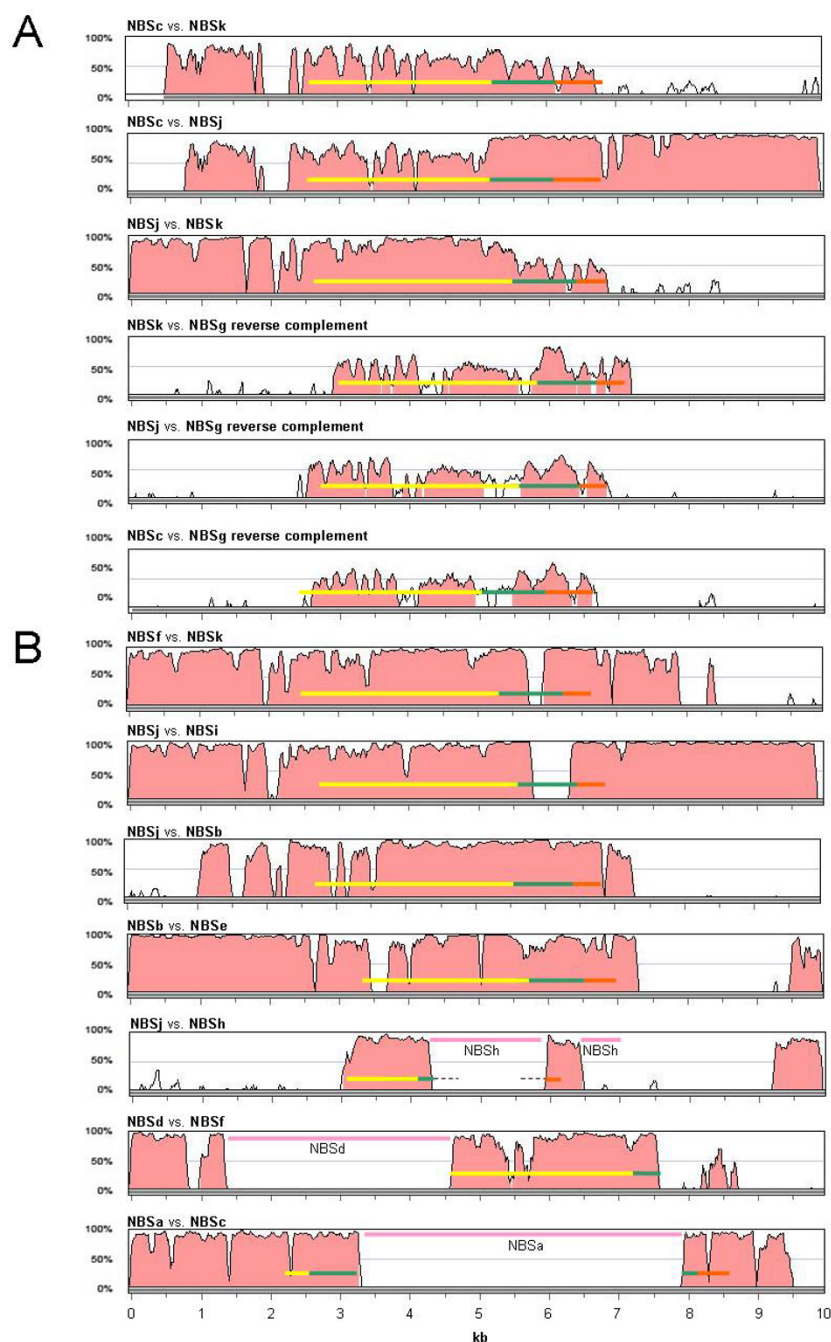 A
NBSc vs. NBSk
100%
50%
0%
NBSc vs. NBSj
100%
50%
0%
NBSj vs. NBSk
100%
50%
0%
NBSk vs. NBSg reverse complement
100%
50%
0%
NBSj vs. NBSg reverse complement
100%
50%
0%
NBSc vs. NBSg reverse complement
100%
50%
0%
B
NBSf vs. NBSk
100%
50%
0%
NBSj vs. NBSi
100%
50%
0%
NBSj vs. NBSb
100%
50%
0%
NBSb vs. NBSe
100%
50%
0%
NBSj vs. NBSh
100%
NBSh NBSh
50%
0%
NBSd vs. NBSf
100%
NBSd
50%
0%
NBSa vs. NBSc
100%
NBSa
50%
0%
0 1 2 3 4 5 6 7 8 9 10
kb